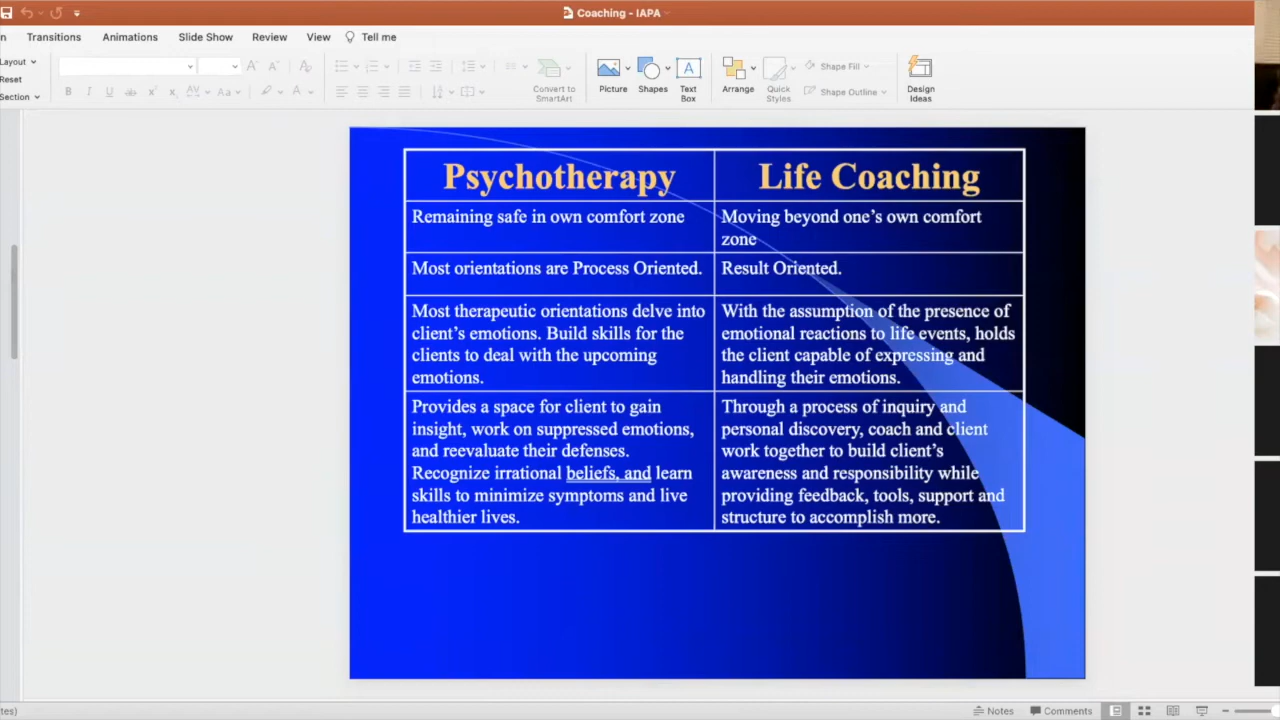 Coaching - IAPA
n Transitions Animations Slide Show Review View Tell me
Layout
Reset
Section
B I U ab x² x₂ AV Aa A
Convert to
SmartArt
Picture
Shapes
Text
Box
Arrange
Quick
Styles
Shape Fill
Shape Outline
Design
Ideas
Psychotherapy
Life Coaching
Remaining safe in own comfort zone
Moving beyond one’s own comfort
zone
Most orientations are Process Oriented.
Result Oriented.
Most therapeutic orientations delve into
client’s emotions. Build skills for the
clients to deal with the upcoming
emotions.
With the assumption of the presence of
emotional reactions to life events, holds
the client capable of expressing and
handling their emotions.
Provides a space for client to gain
insight, work on suppressed emotions,
and reevaluate their defenses.
Recognize irrational beliefs, and learn
skills to minimize symptoms and live
healthier lives.
Through a process of inquiry and
personal discovery, coach and client
work together to build client’s
awareness and responsibility while
providing feedback, tools, support and
structure to accomplish more.
tes)
Notes
Comments